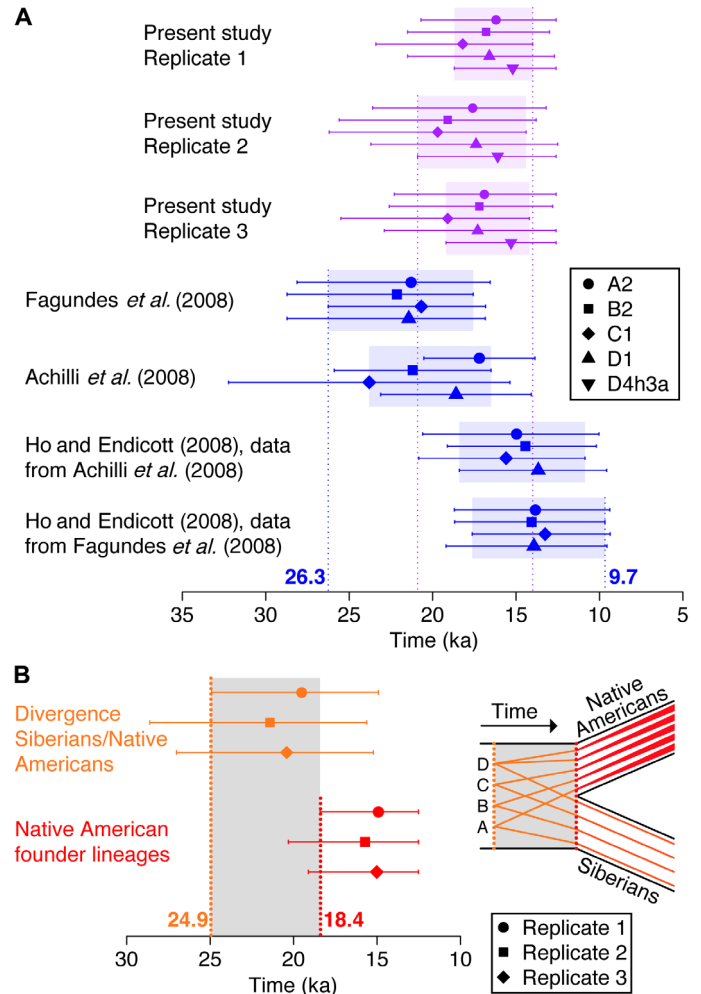 A
Present study
Replicate 1
Present study
Replicate 2
Present study
Replicate 3
Fagundes et al. (2008)
Achilli et al. (2008)
Ho and Endicott (2008), data
from Achilli et al. (2008)
Ho and Endicott (2008), data
from Fagundes et al. (2008)
A2
B2
C1
D1
D4h3a
26.3
9.7
35
30
25
20
15
10
5
Time (ka)
B
Divergence
Siberians/Native
Americans
Native American
founder lineages
24.9
18.4
30
25
20
15
10
Time (ka)
Time
Native
Americans
D
C
B
A
Siberians
Replicate 1
Replicate 2
Replicate 3